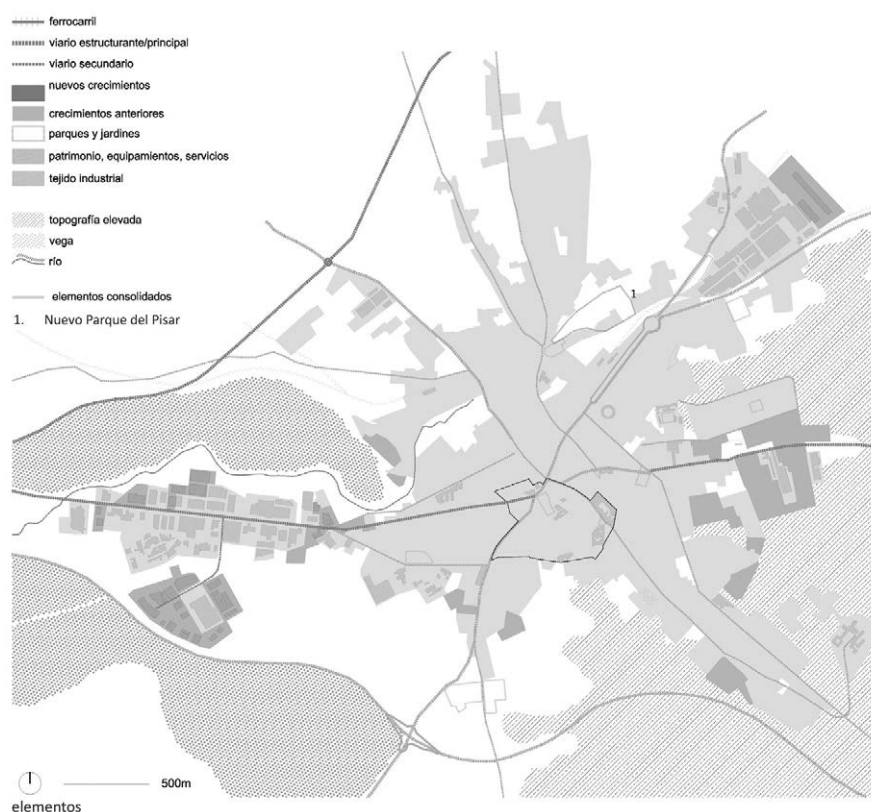 ferrocarril
viario estructurante/principal
viario secundario
nuevos crecimientos
crecimientos anteriores
parques y jardines
patrimonio, equipamientos, servicios
tejido industrial
topografía elevada
vega
río
elementos consolidados
1. Nuevo Parque del Pisar
1
500m
elementos